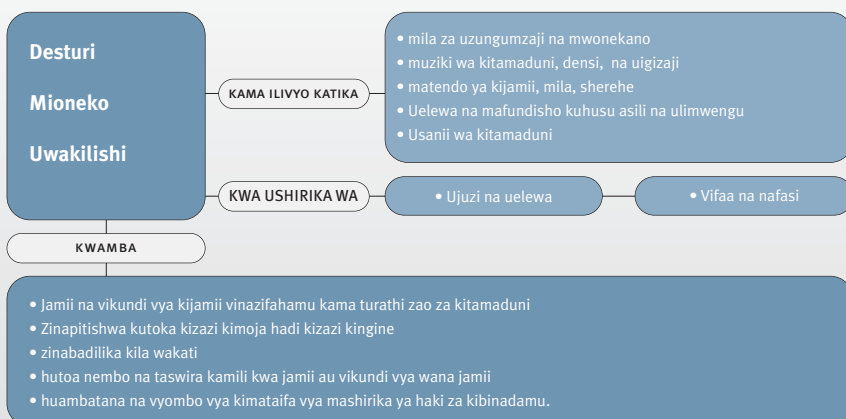 Desturi
Mioneko
Uwakilishi
KAMA ILIVYO KATIKA
• mila za uzungumzaji na mwonekano
• muziki wa kitamaduni, densi, na uigizaji
• matendo ya kijamii, mila, sherehe
• Uelewa na mafundisho kuhusu asili na ulimwengu
• Usanii wa kitamaduni
KWA USHIRIKA WA
• Ujuzi na uelewa
• Vifaa na nafasi
KWAMBA
• Jamii na vikundi vya kijamii vinazifahamu kama turathi zao za kitamaduni
• Zinapitishwa kutoka kizazi kimoja hadi kizazi kingine
• zinabadilika kila wakati
• hutoa nembo na taswira kamili kwa jamii au vikundi vya wana jamii
• huambatana na vyombo vya kimataifa vya mashirika ya haki za kibinadamu.